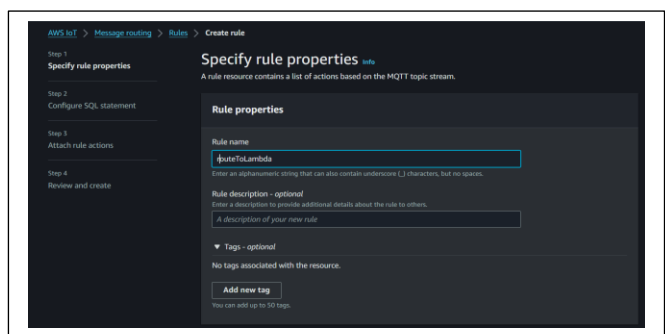 AWS IoT > Message routing > Rules > Create rule
Step 1
Specify rule properties
Step 2
Configure SQL statement
Step 3
Attach rule actions
Step 4
Review and create
Specify rule properties Info
A rule resource contains a list of actions based on the MQTT topic stream.
Rule properties
Rule name
routeToLambda
Enter an alphanumeric string that can also contain underscore (_) characters, but no spaces.
Rule description - optional
Enter a description to provide additional details about the rule to others.
A description of your new rule
▼ Tags - optional
No tags associated with the resource.
Add new tag
You can add up to 50 tags.